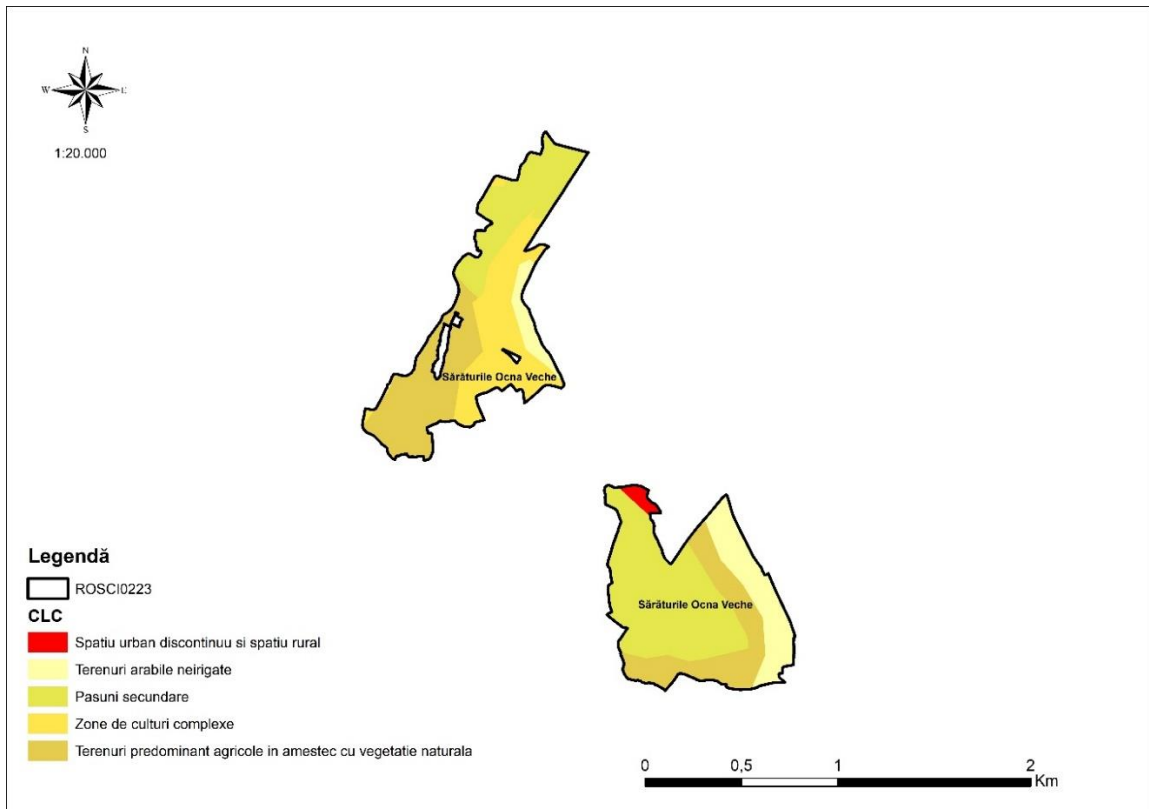 N
W E
S
1:20.000
Sărăturile Ocna Veche
Sărăturile Ocna Veche
Legendă
ROSCI0223
CLC
Spatiu urban discontinuu si spatiu rural
Terenuri arabile neirigate
Pasuni secundare
Zone de culturi complexe
Terenuri predominant agricole in amestec cu vegetatie naturala
0 0,5 1 2
Km